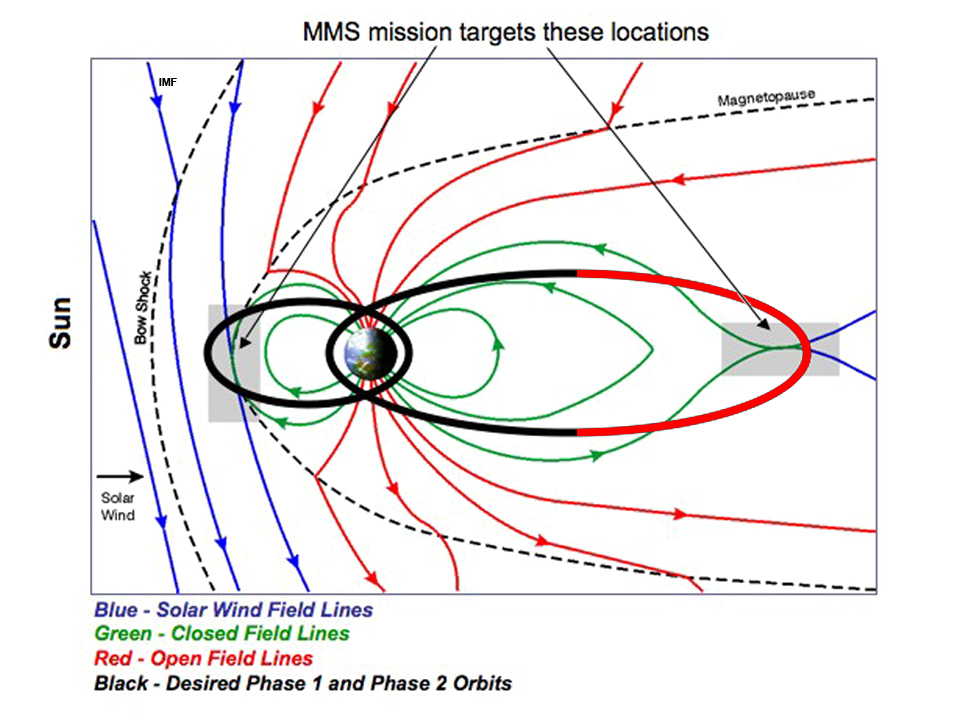 MMS mission targets these locations
IMF
Magnetopause
Bow Shock
Sun
Solar
Wind
Blue - Solar Wind Field Lines
Green - Closed Field Lines
Red - Open Field Lines
Black - Desired Phase 1 and Phase 2 Orbits